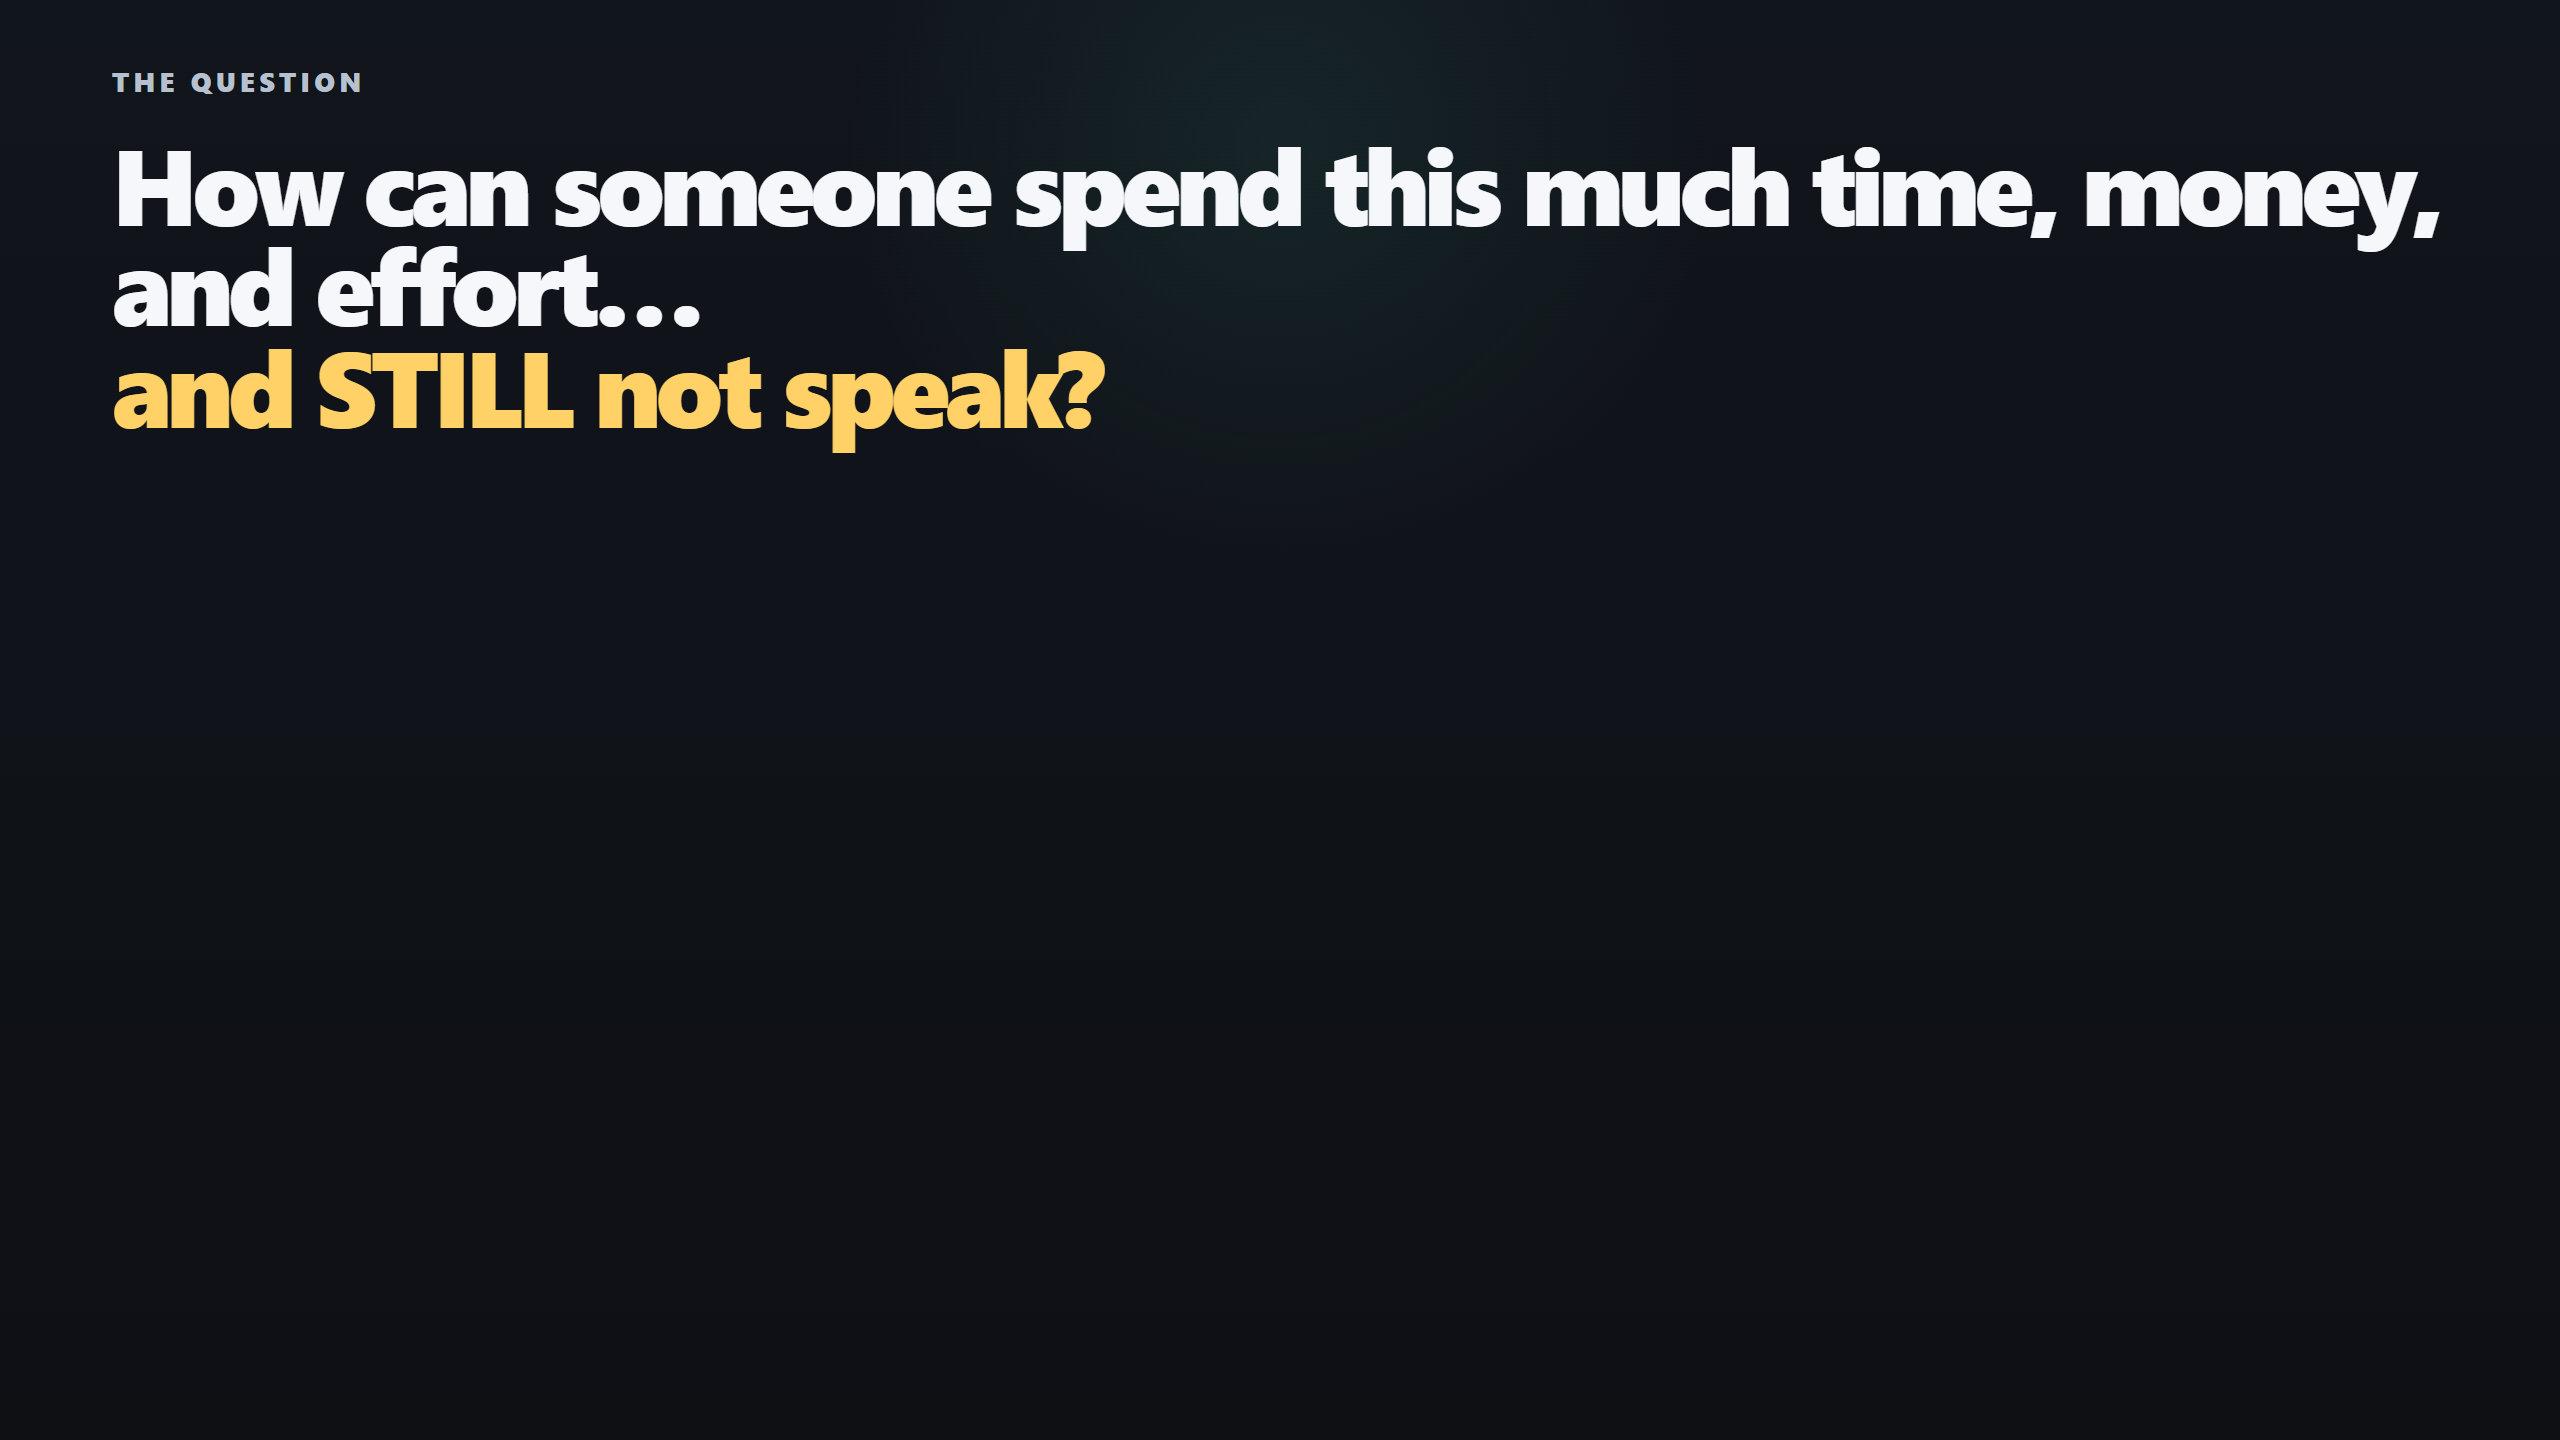 THE QUESTION
How can someone spend this much time, money,
and effort…
and STILL not speak?